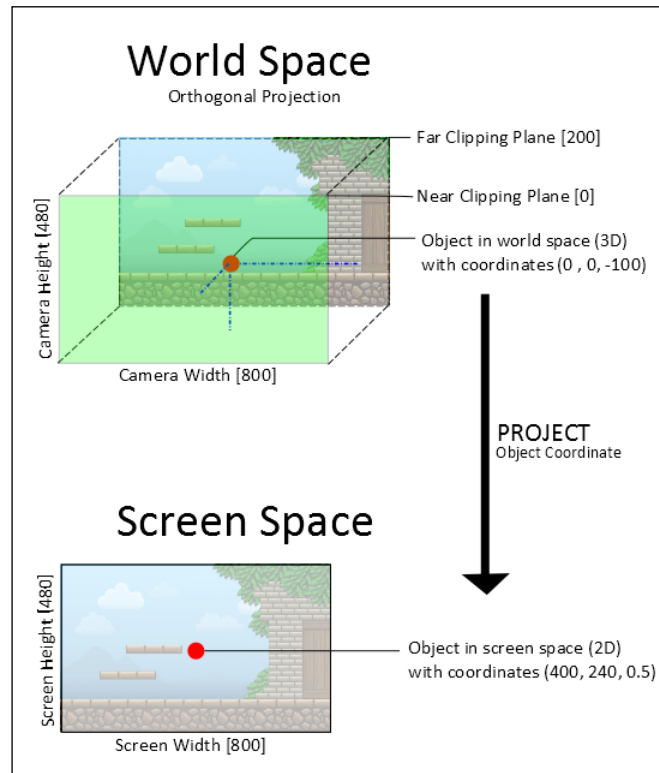 World Space
Orthogonal Projection
Far Clipping Plane [200]
Near Clipping Plane [0]
Camera Height [480]
Object in world space (3D)
with coordinates (0 , 0, -100)
Camera Width [800]
PROJECT
Object Coordinate
Screen Space
Screen Height [480]
Object in screen space (2D)
with coordinates (400, 240, 0.5)
Screen Width [800]